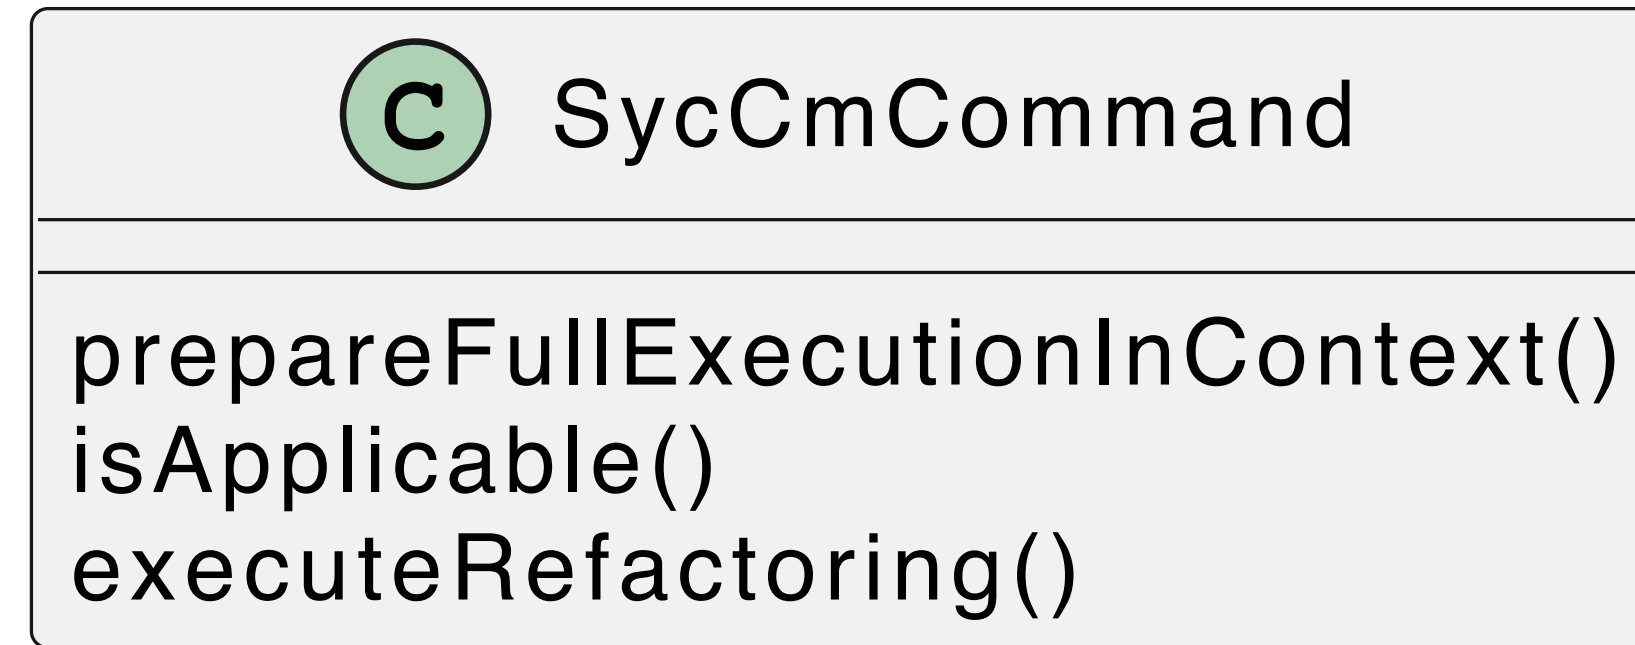 C SycCmCommand
prepareFullExecutionInContext()
isApplicable()
executeRefactoring()